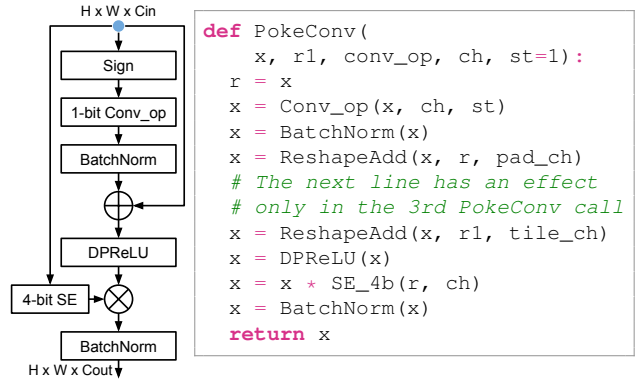 H x W x Cin
Sign
1-bit Conv_op
BatchNorm
DPReLU
4-bit SE
BatchNorm
H x W x Cout
def PokeConv(
x, r1, conv_op, ch, st=1):
r = x
x = Conv_op(x, ch, st)
x = BatchNorm(x)
x = ReshapeAdd(x, r, pad_ch)
# The next line has an effect
# only in the 3rd PokeConv call
x = ReshapeAdd(x, r1, tile_ch)
x = DPReLU(x)
x = x * SE_4b(r, ch)
x = BatchNorm(x)
return x